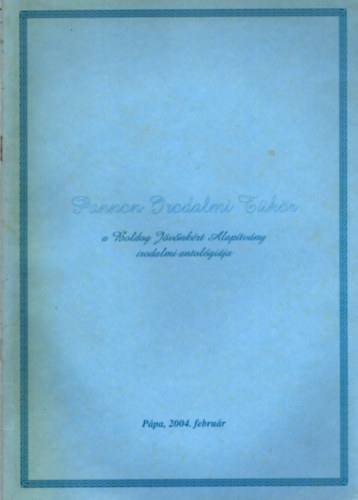 Pannon Irodalmi Tükör
a Boldog Jövőnkért Alapítvány
irodalmi antológiája
Pápa, 2004. február